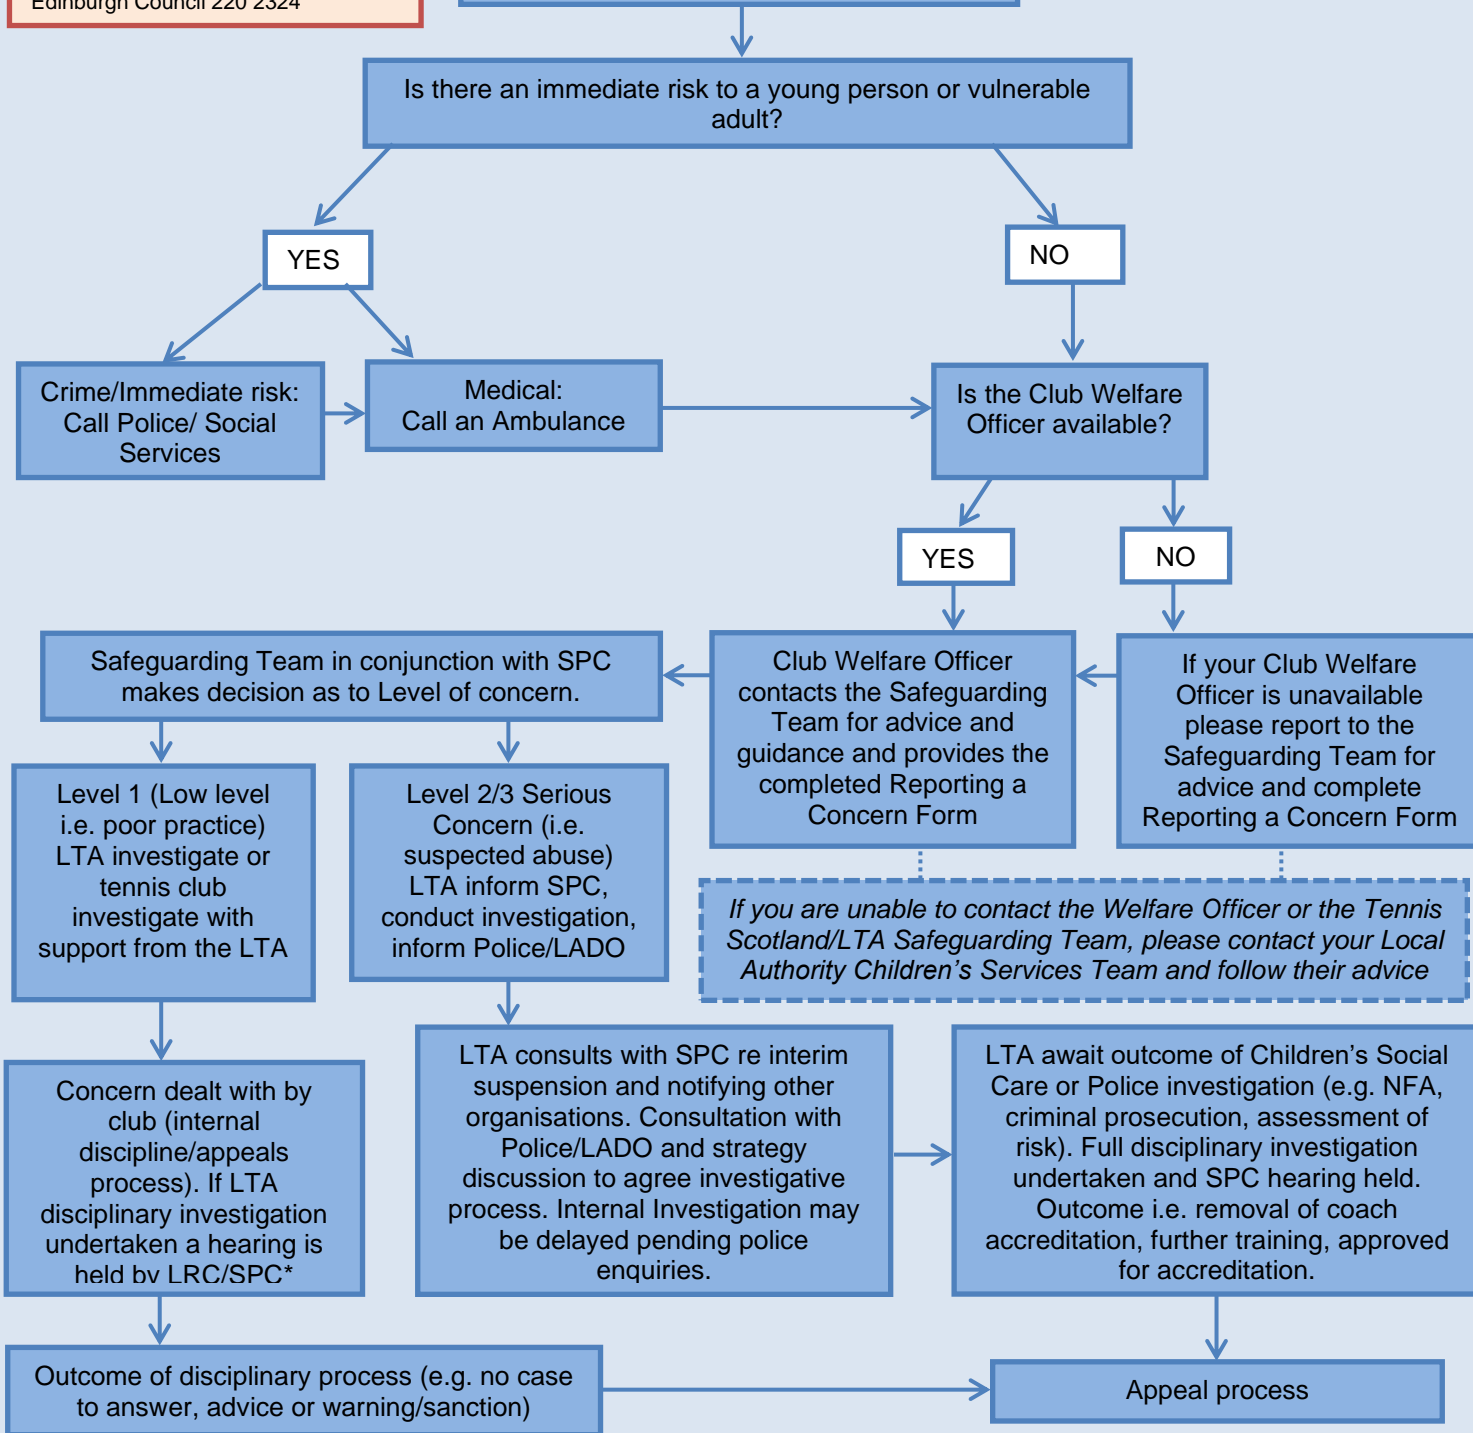 Edinburgh Council 220 2324
Is there an immediate risk to a young person or vulnerable
adult?
YES
NO
Crime/Immediate risk:
Call Police/ Social
Services
Medical:
Call an Ambulance
Is the Club Welfare
Officer available?
YES
NO
Safeguarding Team in conjunction with SPC
makes decision as to Level of concern.
Club Welfare Officer
contacts the Safeguarding
Team for advice and
guidance and provides the
completed Reporting a
Concern Form
If your Club Welfare
Officer is unavailable
please report to the
Safeguarding Team for
advice and complete
Reporting a Concern Form
Level 1 (Low level
i.e. poor practice)
LTA investigate or
tennis club
investigate with
support from the LTA
Level 2/3 Serious
Concern (i.e.
suspected abuse)
LTA inform SPC,
conduct investigation,
inform Police/LADO
If you are unable to contact the Welfare Officer or the Tennis
Scotland/LTA Safeguarding Team, please contact your Local
Authority Children's Services Team and follow their advice
Concern dealt with by
club (internal
discipline/appeals
process). If LTA
disciplinary investigation
undertaken a hearing is
held by LRC/SPC*
LTA consults with SPC re interim
suspension and notifying other
organisations. Consultation with
Police/LADO and strategy
discussion to agree investigative
process. Internal Investigation may
be delayed pending police
enquiries.
LTA await outcome of Children's Social
Care or Police investigation (e.g. NFA,
criminal prosecution, assessment of
risk). Full disciplinary investigation
undertaken and SPC hearing held.
Outcome i.e. removal of coach
accreditation, further training, approved
for accreditation.
Outcome of disciplinary process (e.g. no case
to answer, advice or warning/sanction)
Appeal process